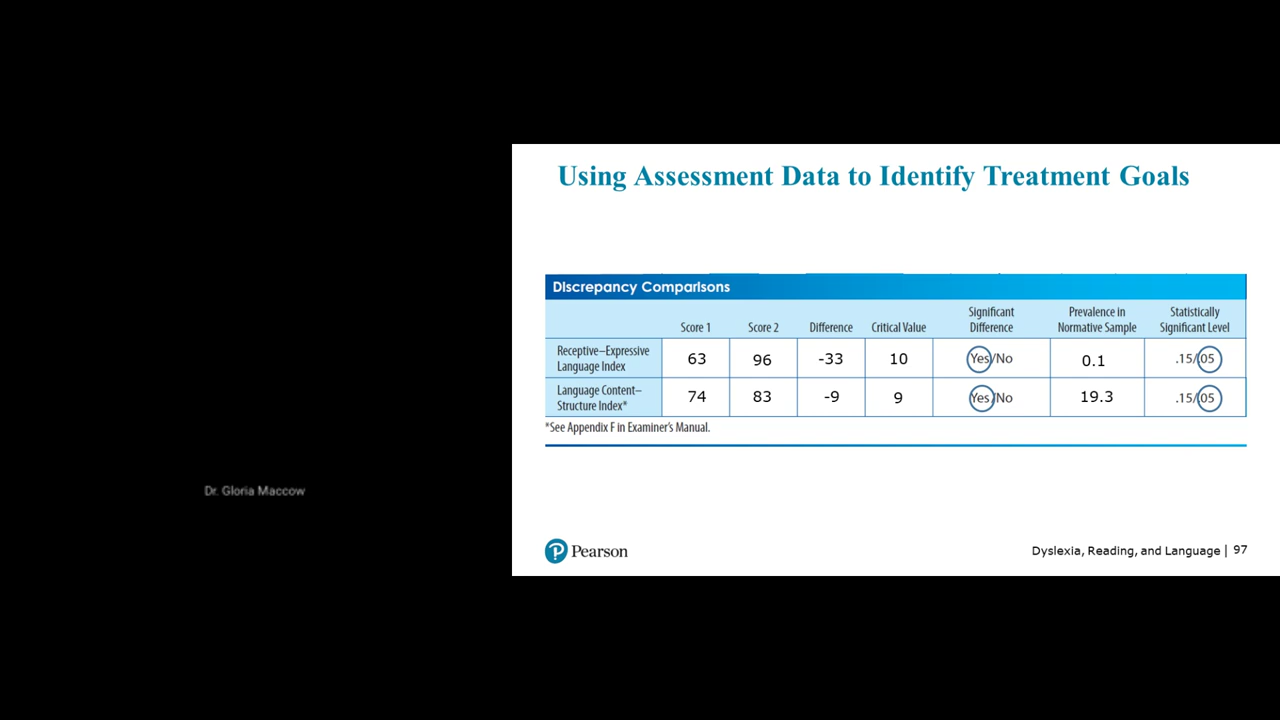 Using Assessment Data to Identify Treatment Goals
Discrepancy Comparisons
Score 1 Score 2 Difference Critical Value Significant Difference Prevalence in Normative Sample Statistically Significant Level
Receptive–Expressive Language Index 63 96 -33 10 Yes/No 0.1 .15/.05
Language Content–Structure Index* 74 83 -9 9 Yes/No 19.3 .15/.05
*See Appendix F in Examiner's Manual.
Dr. Gloria Maccow
Pearson
Dyslexia, Reading, and Language | 97